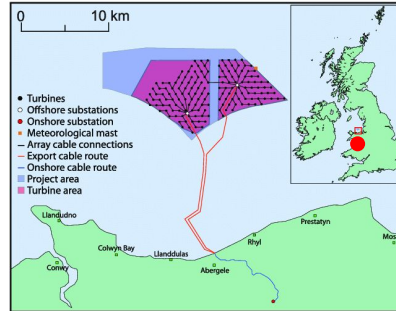 0
10 km
Turbines
Offshore substations
Onshore substation
Meteorological mast
Array cable connections
Export cable route
Onshore cable route
Project area
Turbine area
Llandudno
Prestatyn
Colwyn Bay
Rhyl
Mos
Llanddulas
Conwy
Abergele